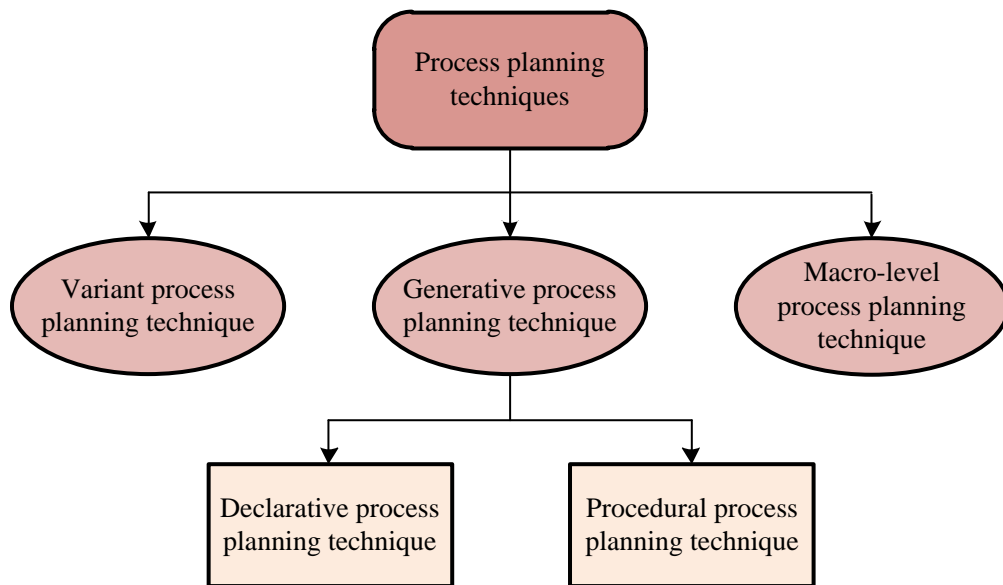 Process planning
techniques
Variant process
planning technique
Generative process
planning technique
Macro-level
process planning
technique
Declarative process
planning technique
Procedural process
planning technique